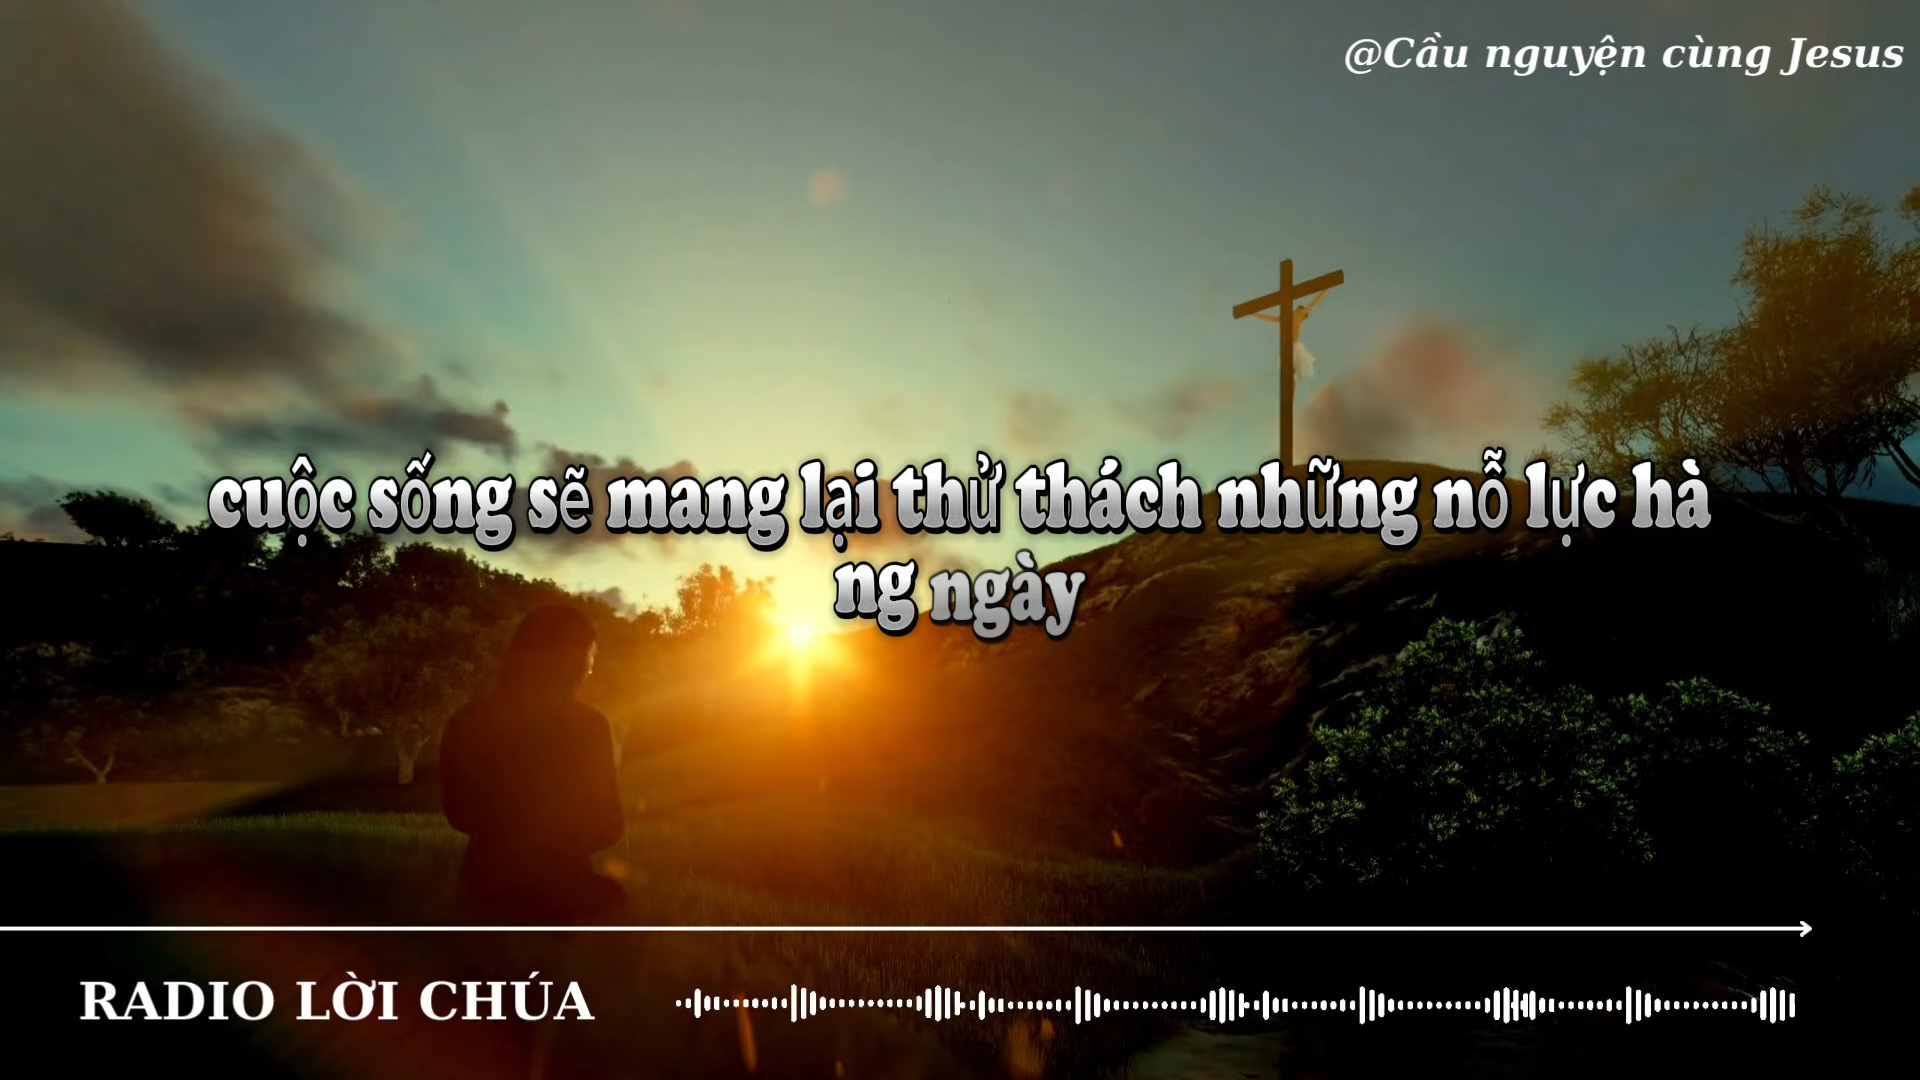 @Cầu nguyện cùng Jesus
cuộc sống sẽ mang lại thử thách những nỗ lực hà
ng ngày
RADIO LỜI CHÚA